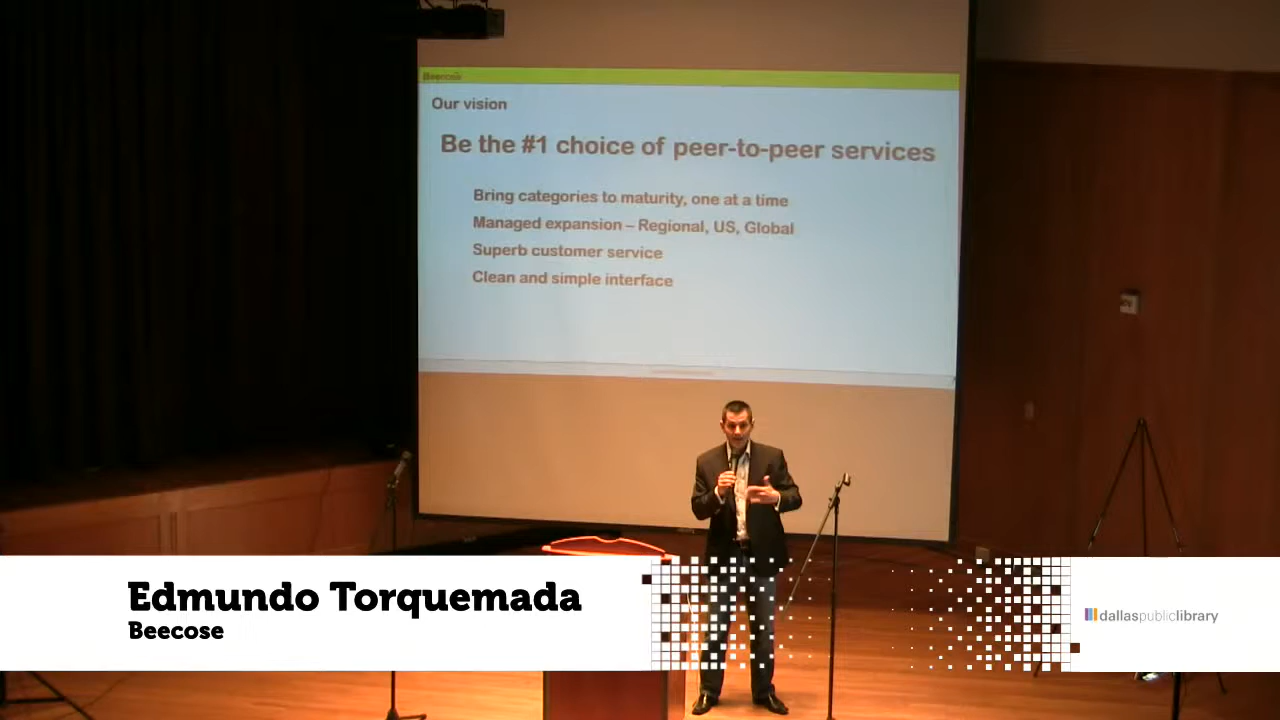 Beecose
Our vision
Be the #1 choice of peer-to-peer services
Bring categories to maturity, one at a time
Managed expansion – Regional, US, Global
Superb customer service
Clean and simple interface
Edmundo Torquemada
Beecose
dallaspubliclibrary